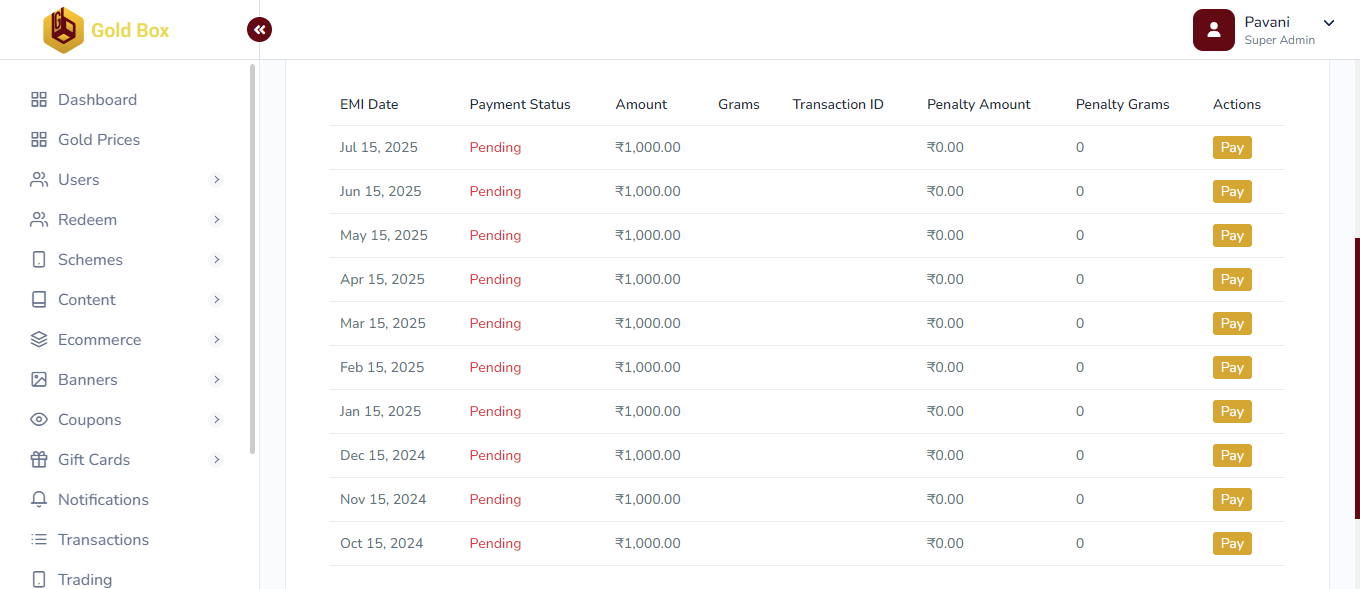 Gold Box
Pavani
Super Admin
Dashboard
Gold Prices
Users
Redeem
Schemes
Content
Ecommerce
Banners
Coupons
Gift Cards
Notifications
Transactions
Trading
EMI Date Payment Status Amount Grams Transaction ID Penalty Amount Penalty Grams Actions
Jul 15, 2025 Pending ₹1,000.00 ₹0.00 0 Pay
Jun 15, 2025 Pending ₹1,000.00 ₹0.00 0 Pay
May 15, 2025 Pending ₹1,000.00 ₹0.00 0 Pay
Apr 15, 2025 Pending ₹1,000.00 ₹0.00 0 Pay
Mar 15, 2025 Pending ₹1,000.00 ₹0.00 0 Pay
Feb 15, 2025 Pending ₹1,000.00 ₹0.00 0 Pay
Jan 15, 2025 Pending ₹1,000.00 ₹0.00 0 Pay
Dec 15, 2024 Pending ₹1,000.00 ₹0.00 0 Pay
Nov 15, 2024 Pending ₹1,000.00 ₹0.00 0 Pay
Oct 15, 2024 Pending ₹1,000.00 ₹0.00 0 Pay